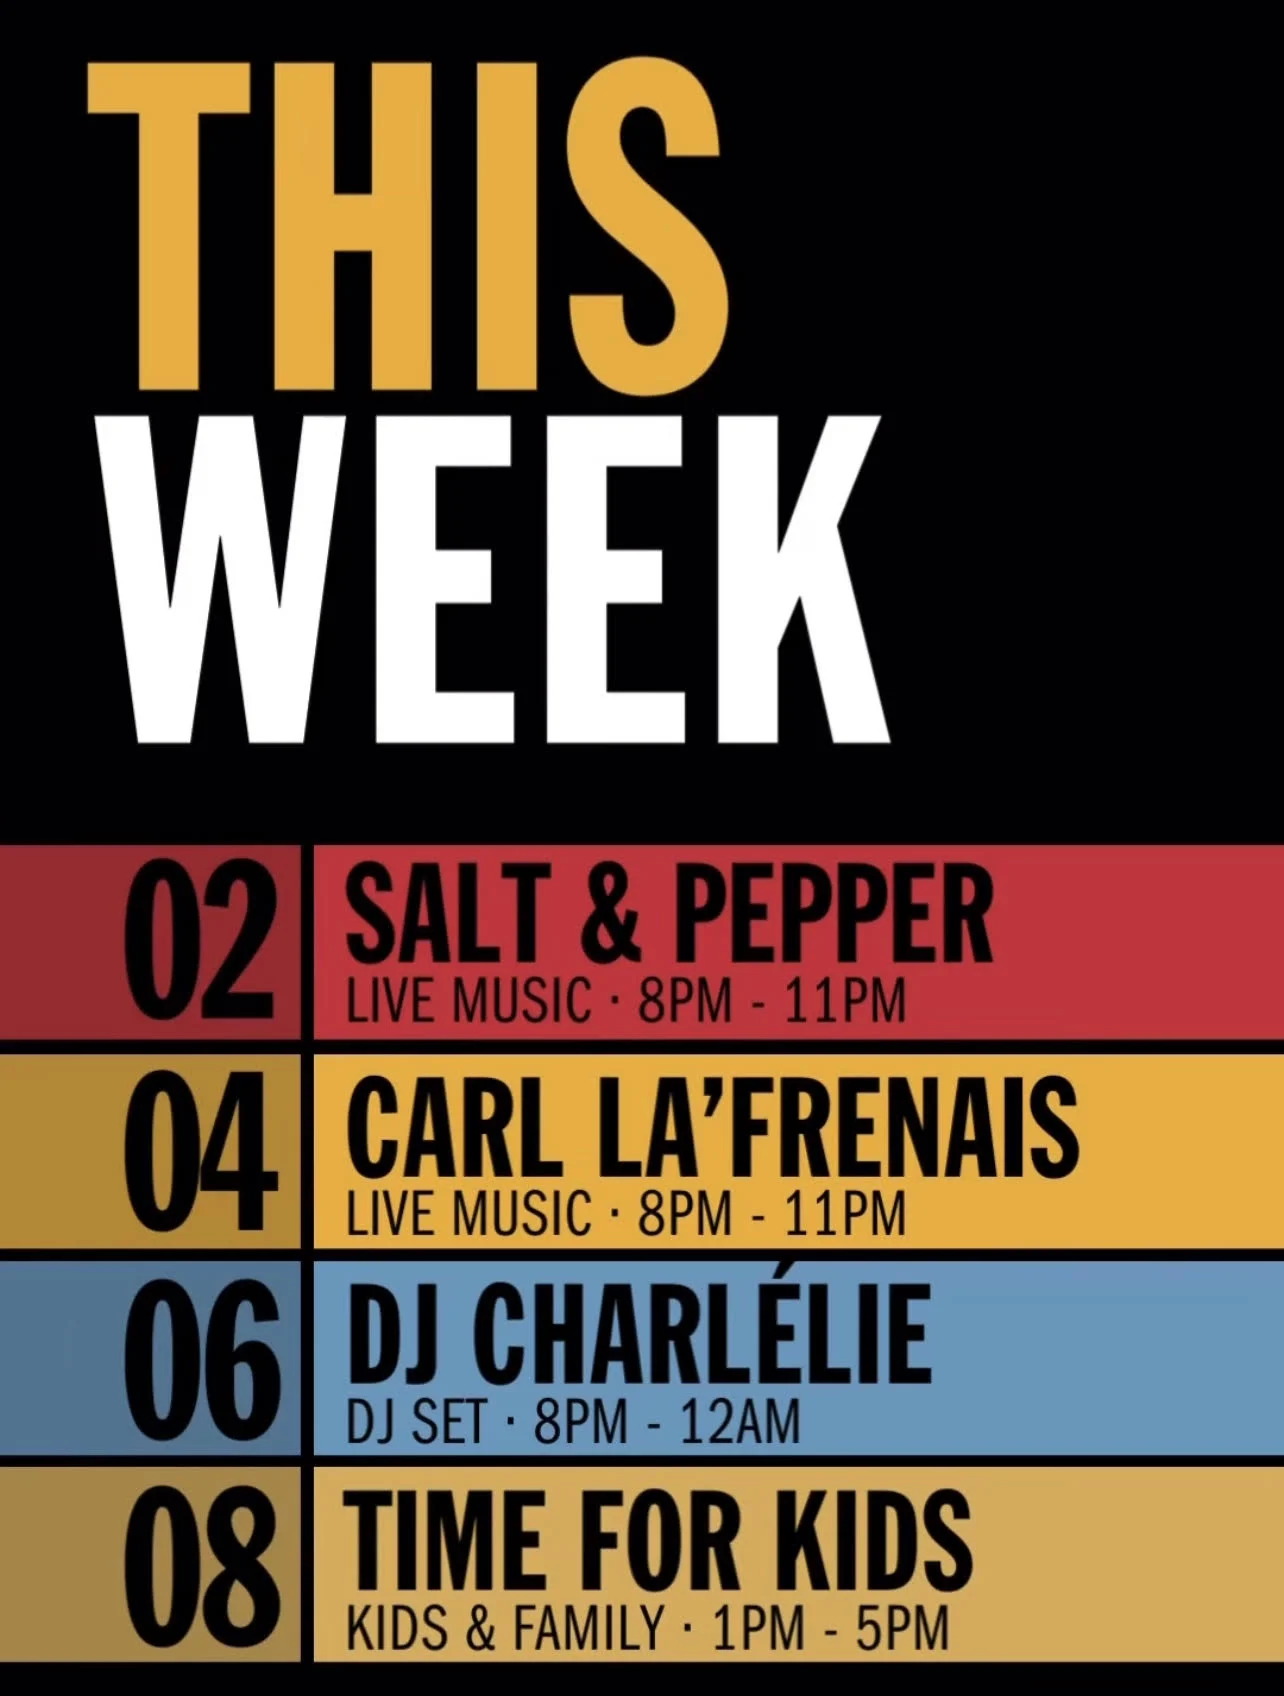 THIS
WEEK
02
SALT & PEPPER
LIVE MUSIC · 8PM - 11PM
04
CARL LA’FRENAIS
LIVE MUSIC · 8PM - 11PM
06
DJ CHARLÉLIE
DJ SET · 8PM - 12AM
08
TIME FOR KIDS
KIDS & FAMILY · 1PM - 5PM